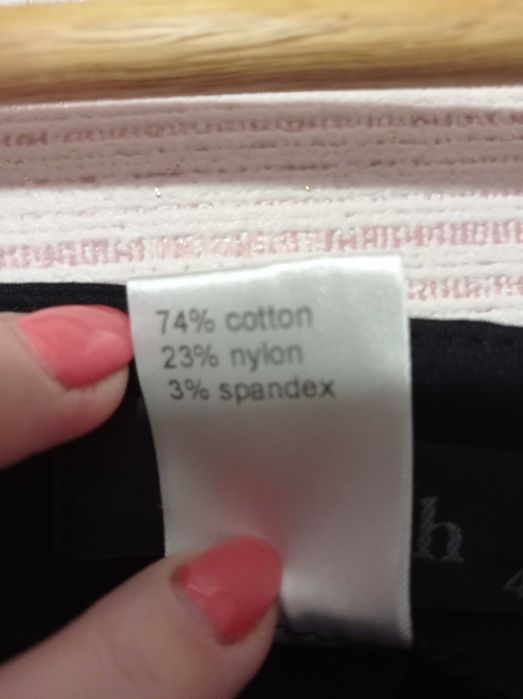 74% cotton
23% nylon
3% spandex
h